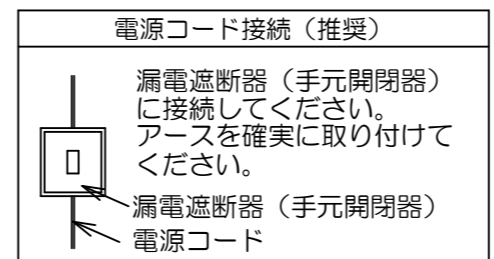 電源コード接続（推奨）
漏電遮断器（手元開閉器）
に接続してください。
アースを確実に取り付けて
ください。
漏電遮断器（手元開閉器）
電源コード